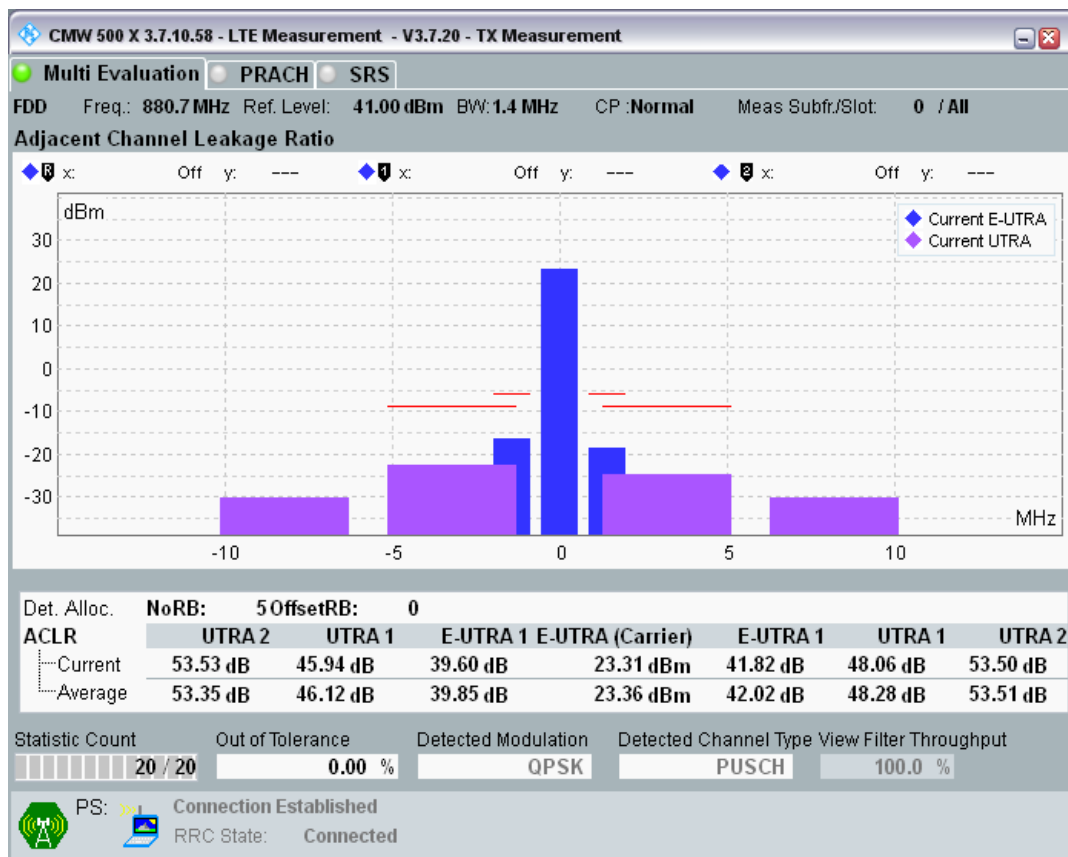 CMW 500 X 3.7.10.58 - LTE Measurement - V3.7.20 - TX Measurement
Multi Evaluation PRACH SRS
FDD Freq.: 880.7 MHz Ref. Level: 41.00 dBm BW: 1.4 MHz CP :Normal Meas Subfr./Slot: 0 / All
Adjacent Channel Leakage Ratio
R x: Off y: --- 1 x: Off y: --- 2 x: Off y: ---
dBm
Current E-UTRA
Current UTRA
30
20
10
0
-10
-20
-30
MHz
-10 -5 0 5 10
Det. Alloc. NoRB: 5 OffsetRB: 0
ACLR UTRA 2 UTRA 1 E-UTRA 1 E-UTRA (Carrier) E-UTRA 1 UTRA 1 UTRA 2
Current 53.53 dB 45.94 dB 39.60 dB 23.31 dBm 41.82 dB 48.06 dB 53.50 dB
Average 53.35 dB 46.12 dB 39.85 dB 23.36 dBm 42.02 dB 48.28 dB 53.51 dB
Statistic Count Out of Tolerance Detected Modulation Detected Channel Type View Filter Throughput
20 / 20 0.00 % QPSK PUSCH 100.0 %
PS: Connection Established
RRC State: Connected